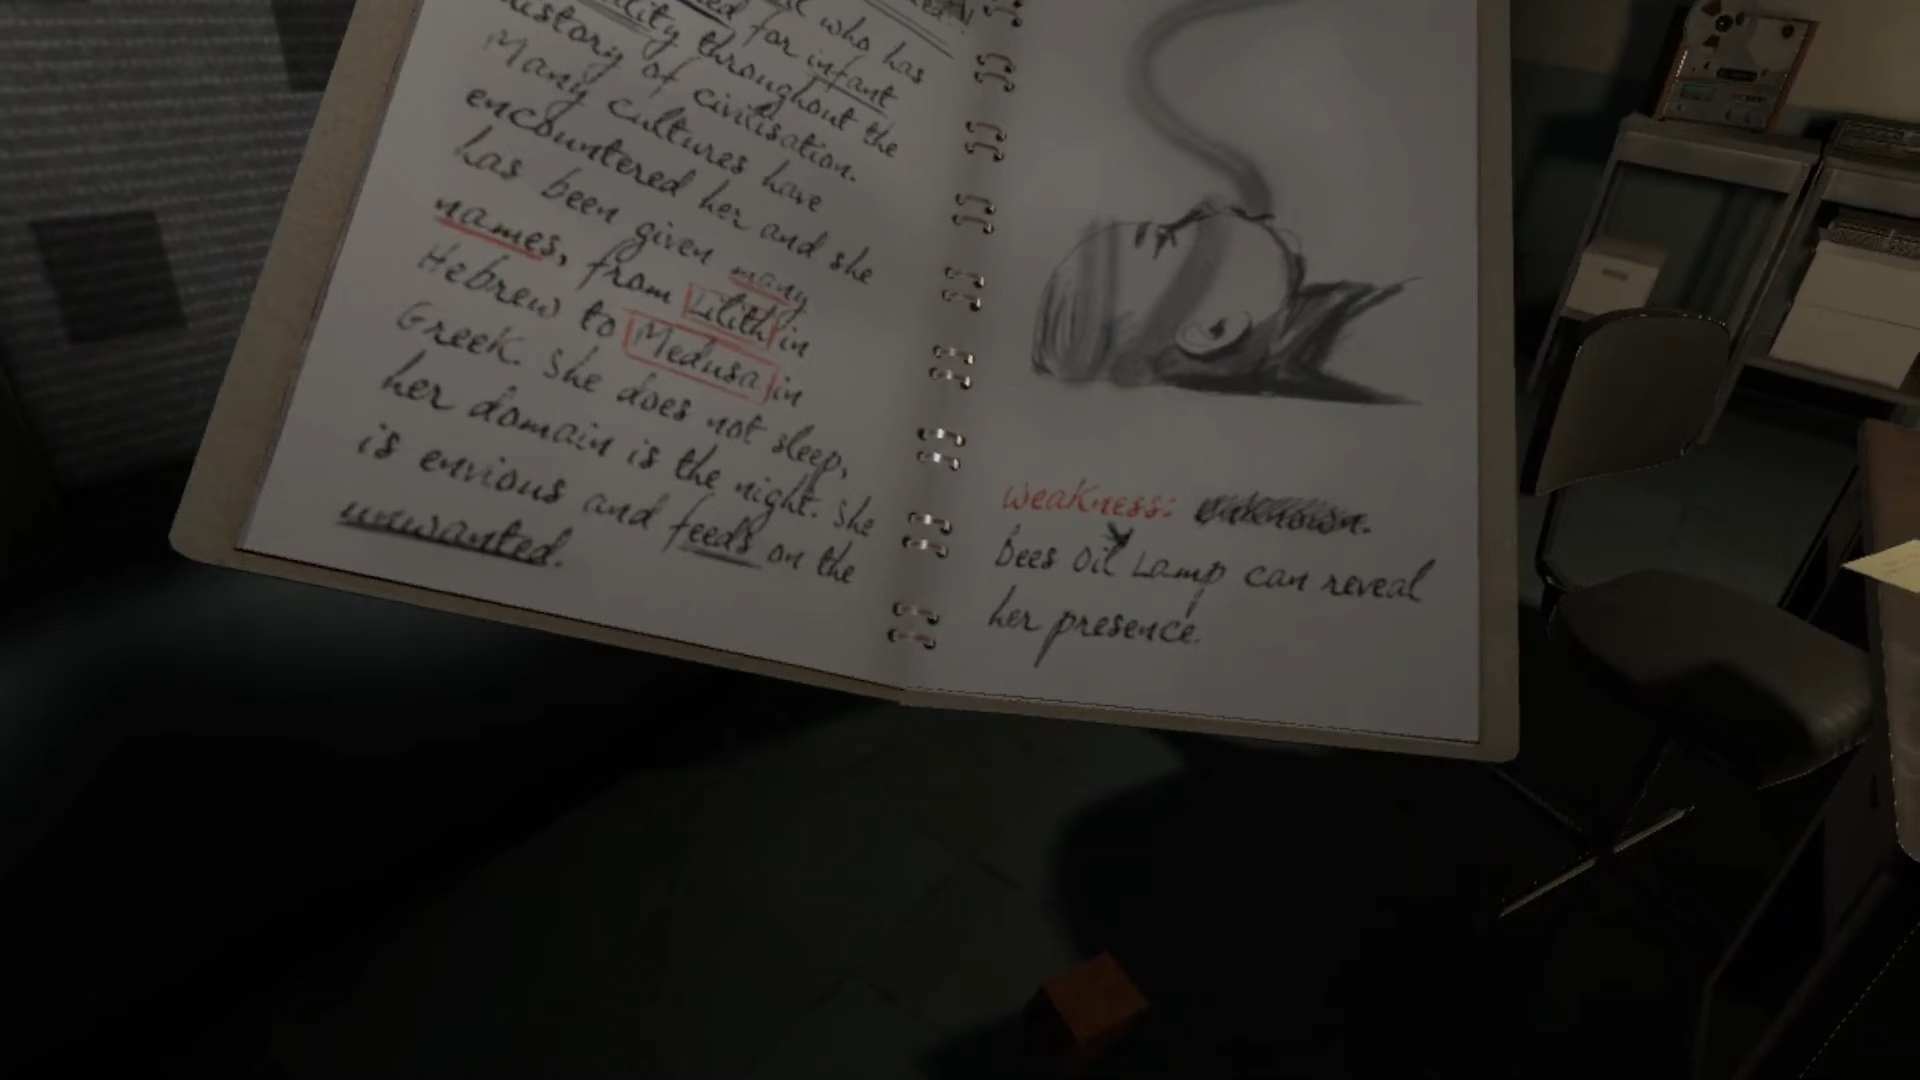 for who has
throughout the
history of infant
civilisation.
Many cultures have
encountered her and she
has been given many
names, from Lilith in
Hebrew to Medusa in
Greek. She does not sleep,
her domain is the night. She
is envious and feeds on the
unwanted.
weakness: unknown.
bees oil Lamp can reveal
her presence.